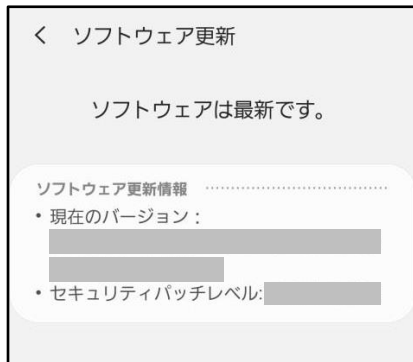 ソフトウェア更新
ソフトウェアは最新です。
ソフトウェア更新情報
• 現在のバージョン :
• セキュリティパッチレベル: